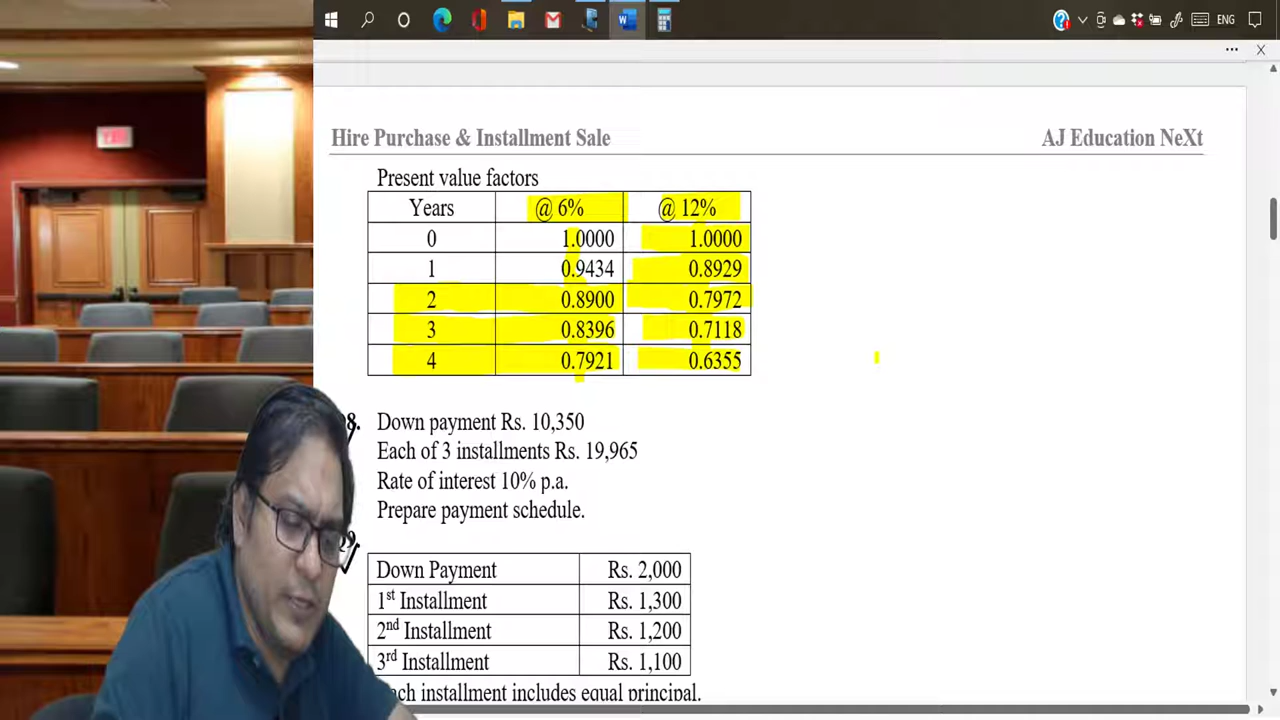 ENG
Hire Purchase & Installment Sale AJ Education NeXt
Present value factors
Years @ 6% @ 12%
0 1.0000 1.0000
1 0.9434 0.8929
2 0.8900 0.7972
3 0.8396 0.7118
4 0.7921 0.6355
8. Down payment Rs. 10,350
Each of 3 installments Rs. 19,965
Rate of interest 10% p.a.
Prepare payment schedule.
Down Payment Rs. 2,000
1st Installment Rs. 1,300
2nd Installment Rs. 1,200
3rd Installment Rs. 1,100
ach installment includes equal principal.